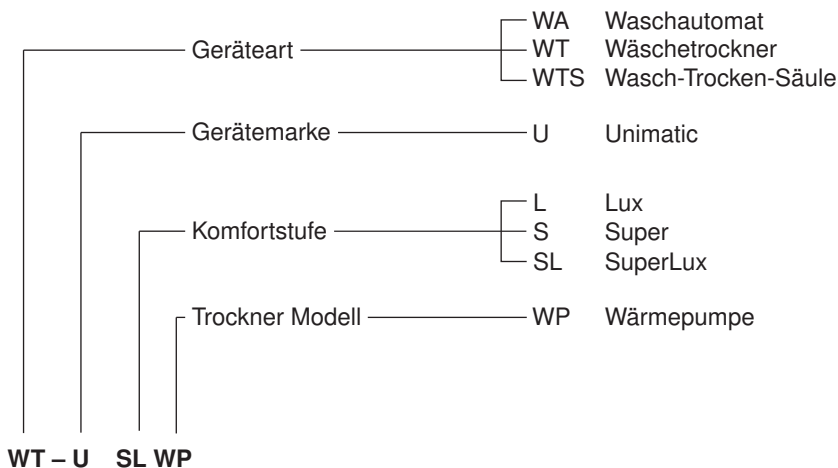 WA Waschautomat
Geräteart WT Wäschetrockner
WTS Wasch-Trocken-Säule
Gerätemarke U Unimatic
L Lux
Komfortstufe S Super
SL SuperLux
Trockner Modell WP Wärmepumpe
WT – U SL WP